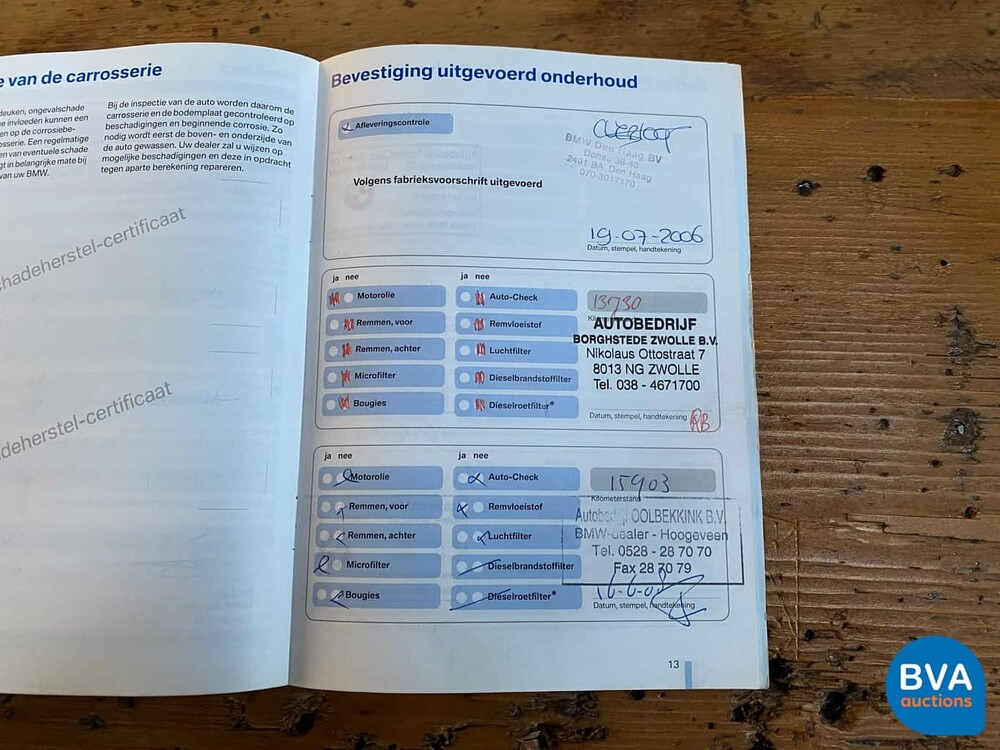 e van de carrosserie
deuken, ongevalschade
e invloeden kunnen een
en op de corrosiebe-
osserie. Een regelmatige
en van eventuele schade
gt in belangrijke mate bij
van uw BMW.
Bij de inspectie van de auto worden daarom de
carrosserie en de bodemplaat gecontroleerd op
beschadigingen en beginnende corrosie. Zo
nodig wordt eerst de boven- en onderzijde van
de auto gewassen. Uw dealer zal u wijzen op
mogelijke beschadigingen en deze in opdracht
tegen aparte berekening repareren.
hadeherstel-certificaat
adeherstel-certificaat
Bevestiging uitgevoerd onderhoud
Afleveringscontrole
BMW Den Haag BV
Donau 38-40
2491 BA Den Haag
070-3017170
Volgens fabrieksvoorschrift uitgevoerd
19-07-2006
Datum, stempel, handtekening
ja nee
ja nee
Motorolie
Auto-Check
13730
Remmen, voor
Remvloeistof
AUTOBEDRIJF
BORGHSTEDE ZWOLLE B.V.
Remmen, achter
Luchtfilter
Nikolaus Ottostraat 7
8013 NG ZWOLLE
Microfilter
Dieselbrandstoffilter
Tel. 038 - 4671700
Bougies
Dieselroetfilter*
Datum, stempel, handtekening
RB
ja nee
ja nee
Motorolie
Auto-Check
15903
Kilometerstand
Remmen, voor
Remvloeistof
OOLBEKKINK B.V.
Remmen, achter
Luchtfilter
BMW-dealer - Hoogeveen
Tel. 0528 - 28 70 70
Microfilter
Dieselbrandstoffilter
Fax 28 70 79
Bougies
Dieselroetfilter*
Datum, stempel, handtekening
13
BVA
auctions